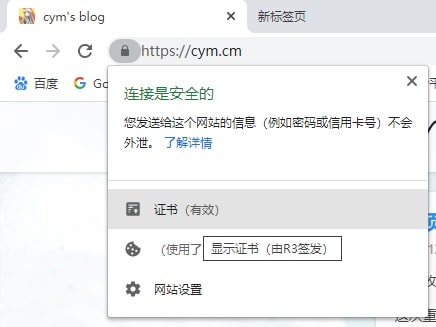 cym's blog
新标签页
https://cym.cm
百度
连接是安全的
您发送给这个网站的信息（例如密码或信用卡号）不会
外泄。 了解详情
证书（有效）
（使用了
显示证书（由R3签发）
网站设置